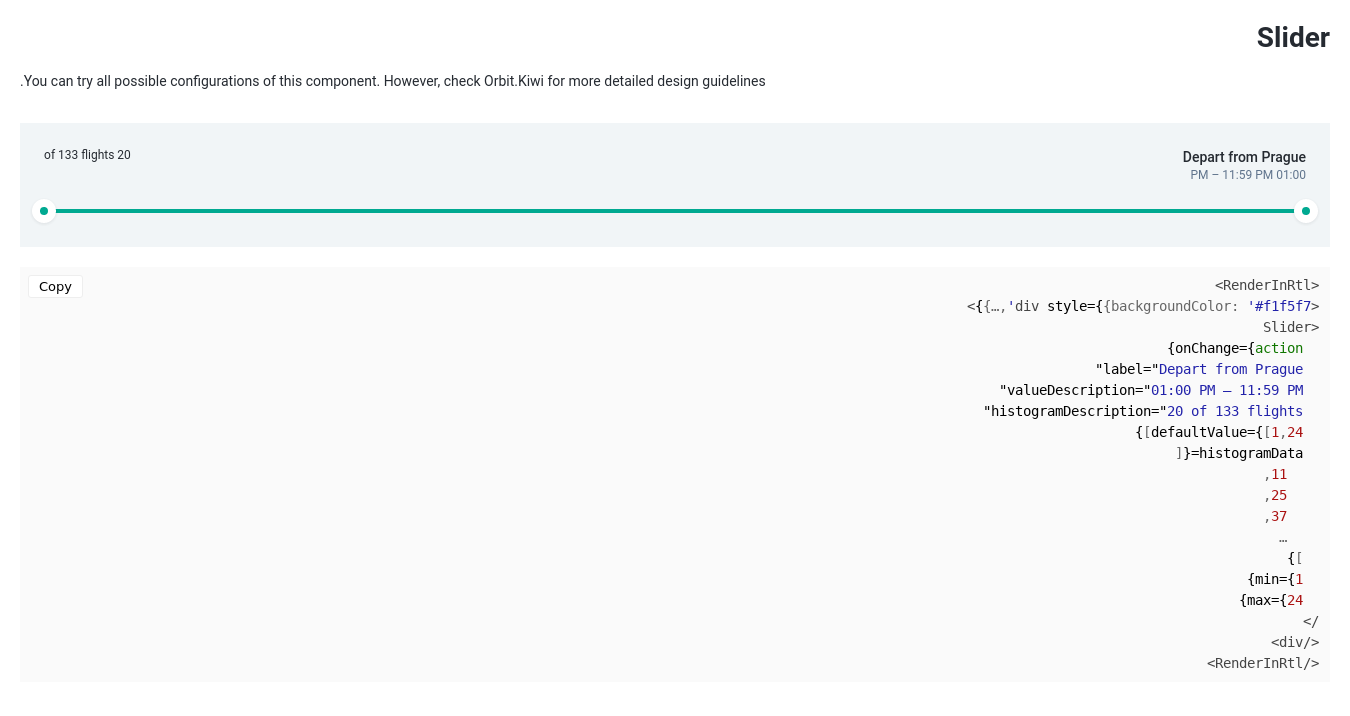 Slider
.You can try all possible configurations of this component. However, check Orbit.Kiwi for more detailed design guidelines
Depart from Prague
PM – 11:59 PM 01:00
of 133 flights 20
Copy
<RenderInRtl>
<{{…,'div style={{backgroundColor: '#f1f5f7>
Slider>
{onChange={action
"label="Depart from Prague
"valueDescription="01:00 PM – 11:59 PM
"histogramDescription="20 of 133 flights
{[defaultValue={[1,24
]}=histogramData
,11
,25
,37
…
{[
{min={1
{max={24
</
<div/>
<RenderInRtl/>